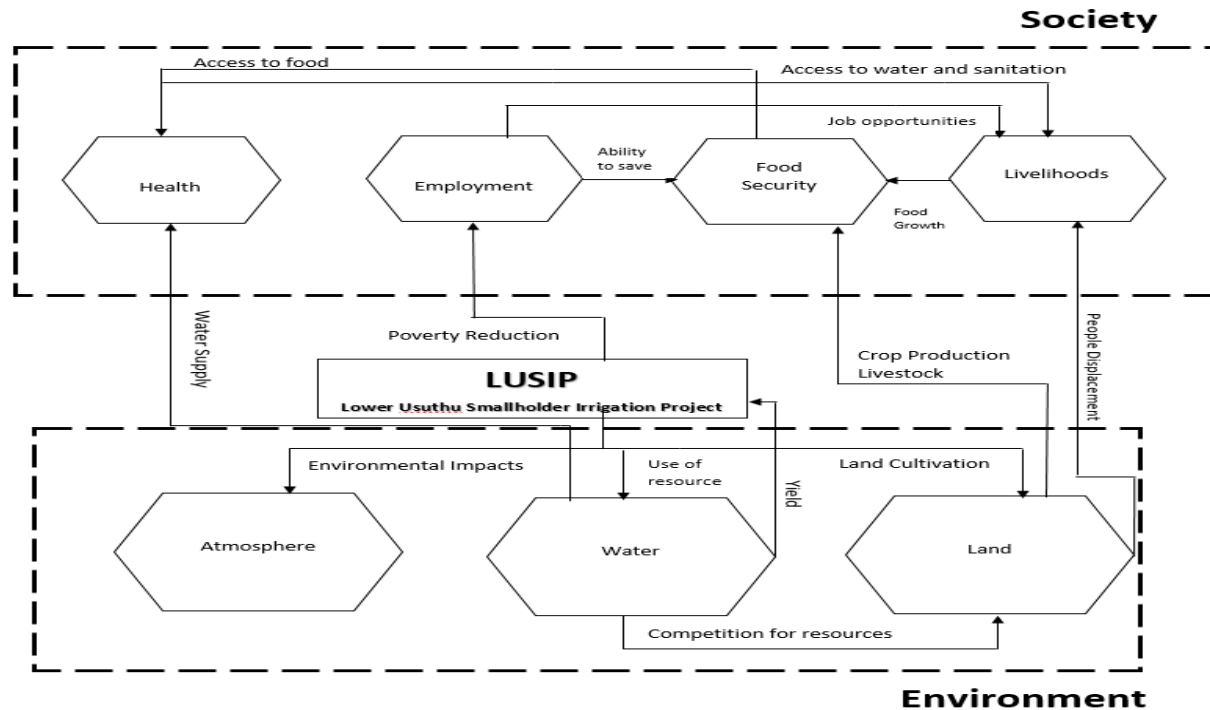 Society
Access to food
Access to water and sanitation
Job opportunities
Ability
to save
Health
Employment
Food
Security
Livelihoods
Food
Growth
Water Supply
Poverty Reduction
Crop Production
Livestock
People Displacement
LUSIP
Lower Usuthu Smallholder Irrigation Project
Environmental Impacts
Use of
resource
Land Cultivation
Yield
Atmosphere
Water
Land
Competition for resources
Environment